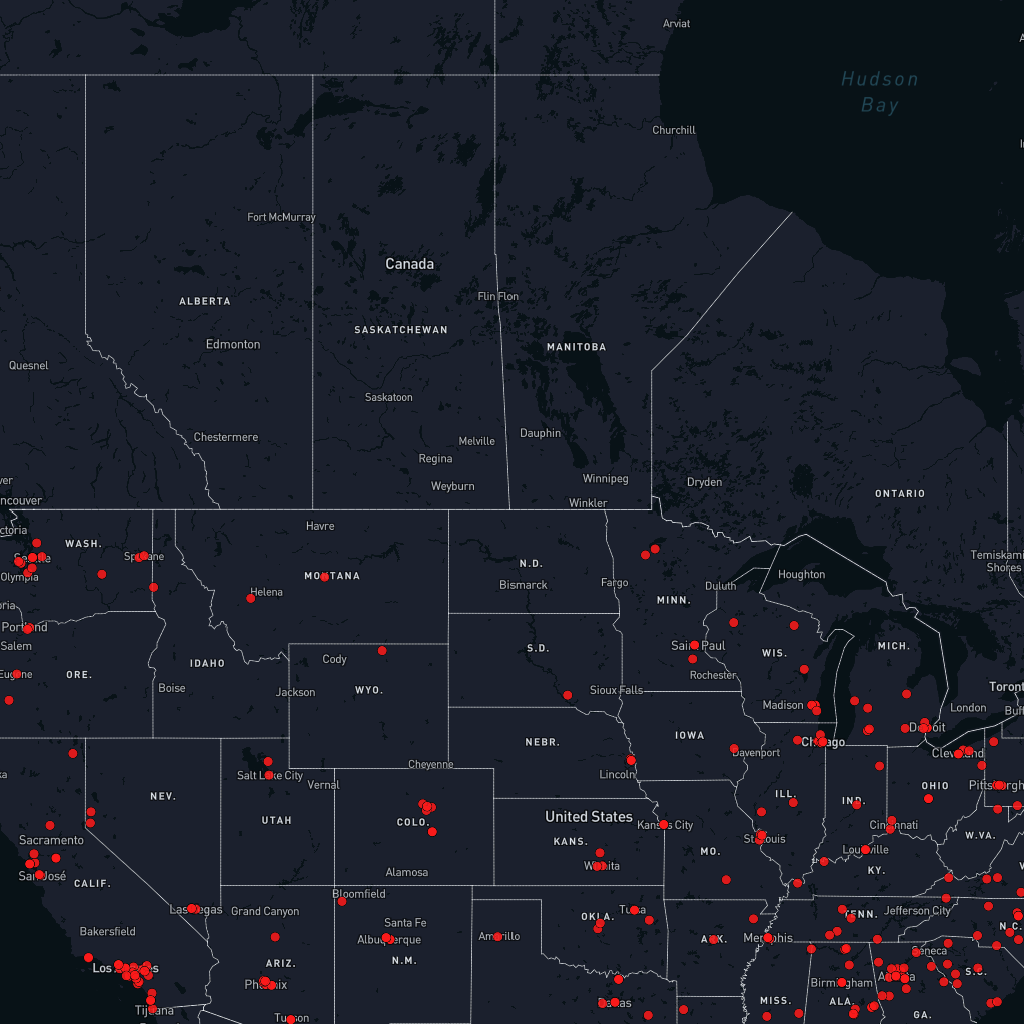 Arviat
Hudson
Bay
Churchill
Fort McMurray
Canada
Flin Flon
ALBERTA
SASKATCHEWAN
Edmonton
MANITOBA
Quesnel
Saskatoon
Chestermere
Melville
Dauphin
Regina
Winnipeg
Weyburn
Dryden
ONTARIO
Winkler
ncouver
Havre
WASH.
Spokane
Temiskami
Shores
N.D.
Olympia
MONTANA
Houghton
Helena
Bismarck
Fargo
Duluth
MINN.
Portland
Salem
Saint Paul
MICH.
S.D.
WIS.
IDAHO
Cody
Eugene
ORE.
Rochester
Boise
Jackson
WYO.
Sioux Falls
Toront
Madison
London
Buff
Detroit
IOWA
NEBR.
Chicago
Davenport
Cleveland
Cheyenne
Salt Lake City
Lincoln
Vernal
OHIO
Pittsburgh
NEV.
ILL.
IND.
UTAH
COLO.
United States
Kansas City
Cincinnati
Sacramento
KANS.
St. Louis
W.VA.
MO.
Louisville
Wichita
KY.
San José
Alamosa
CALIF.
Bloomfield
Las Vegas
Grand Canyon
Tulsa
Jefferson City
OKLA.
TENN.
Santa Fe
N.C.
Bakersfield
Albuquerque
Amarillo
ARK.
Memphis
Seneca
ARIZ.
N.M.
Los Angeles
S.C.
Atlanta
Phoenix
Birmingham
Dallas
MISS.
ALA.
Tijuana
GA.
Tucson